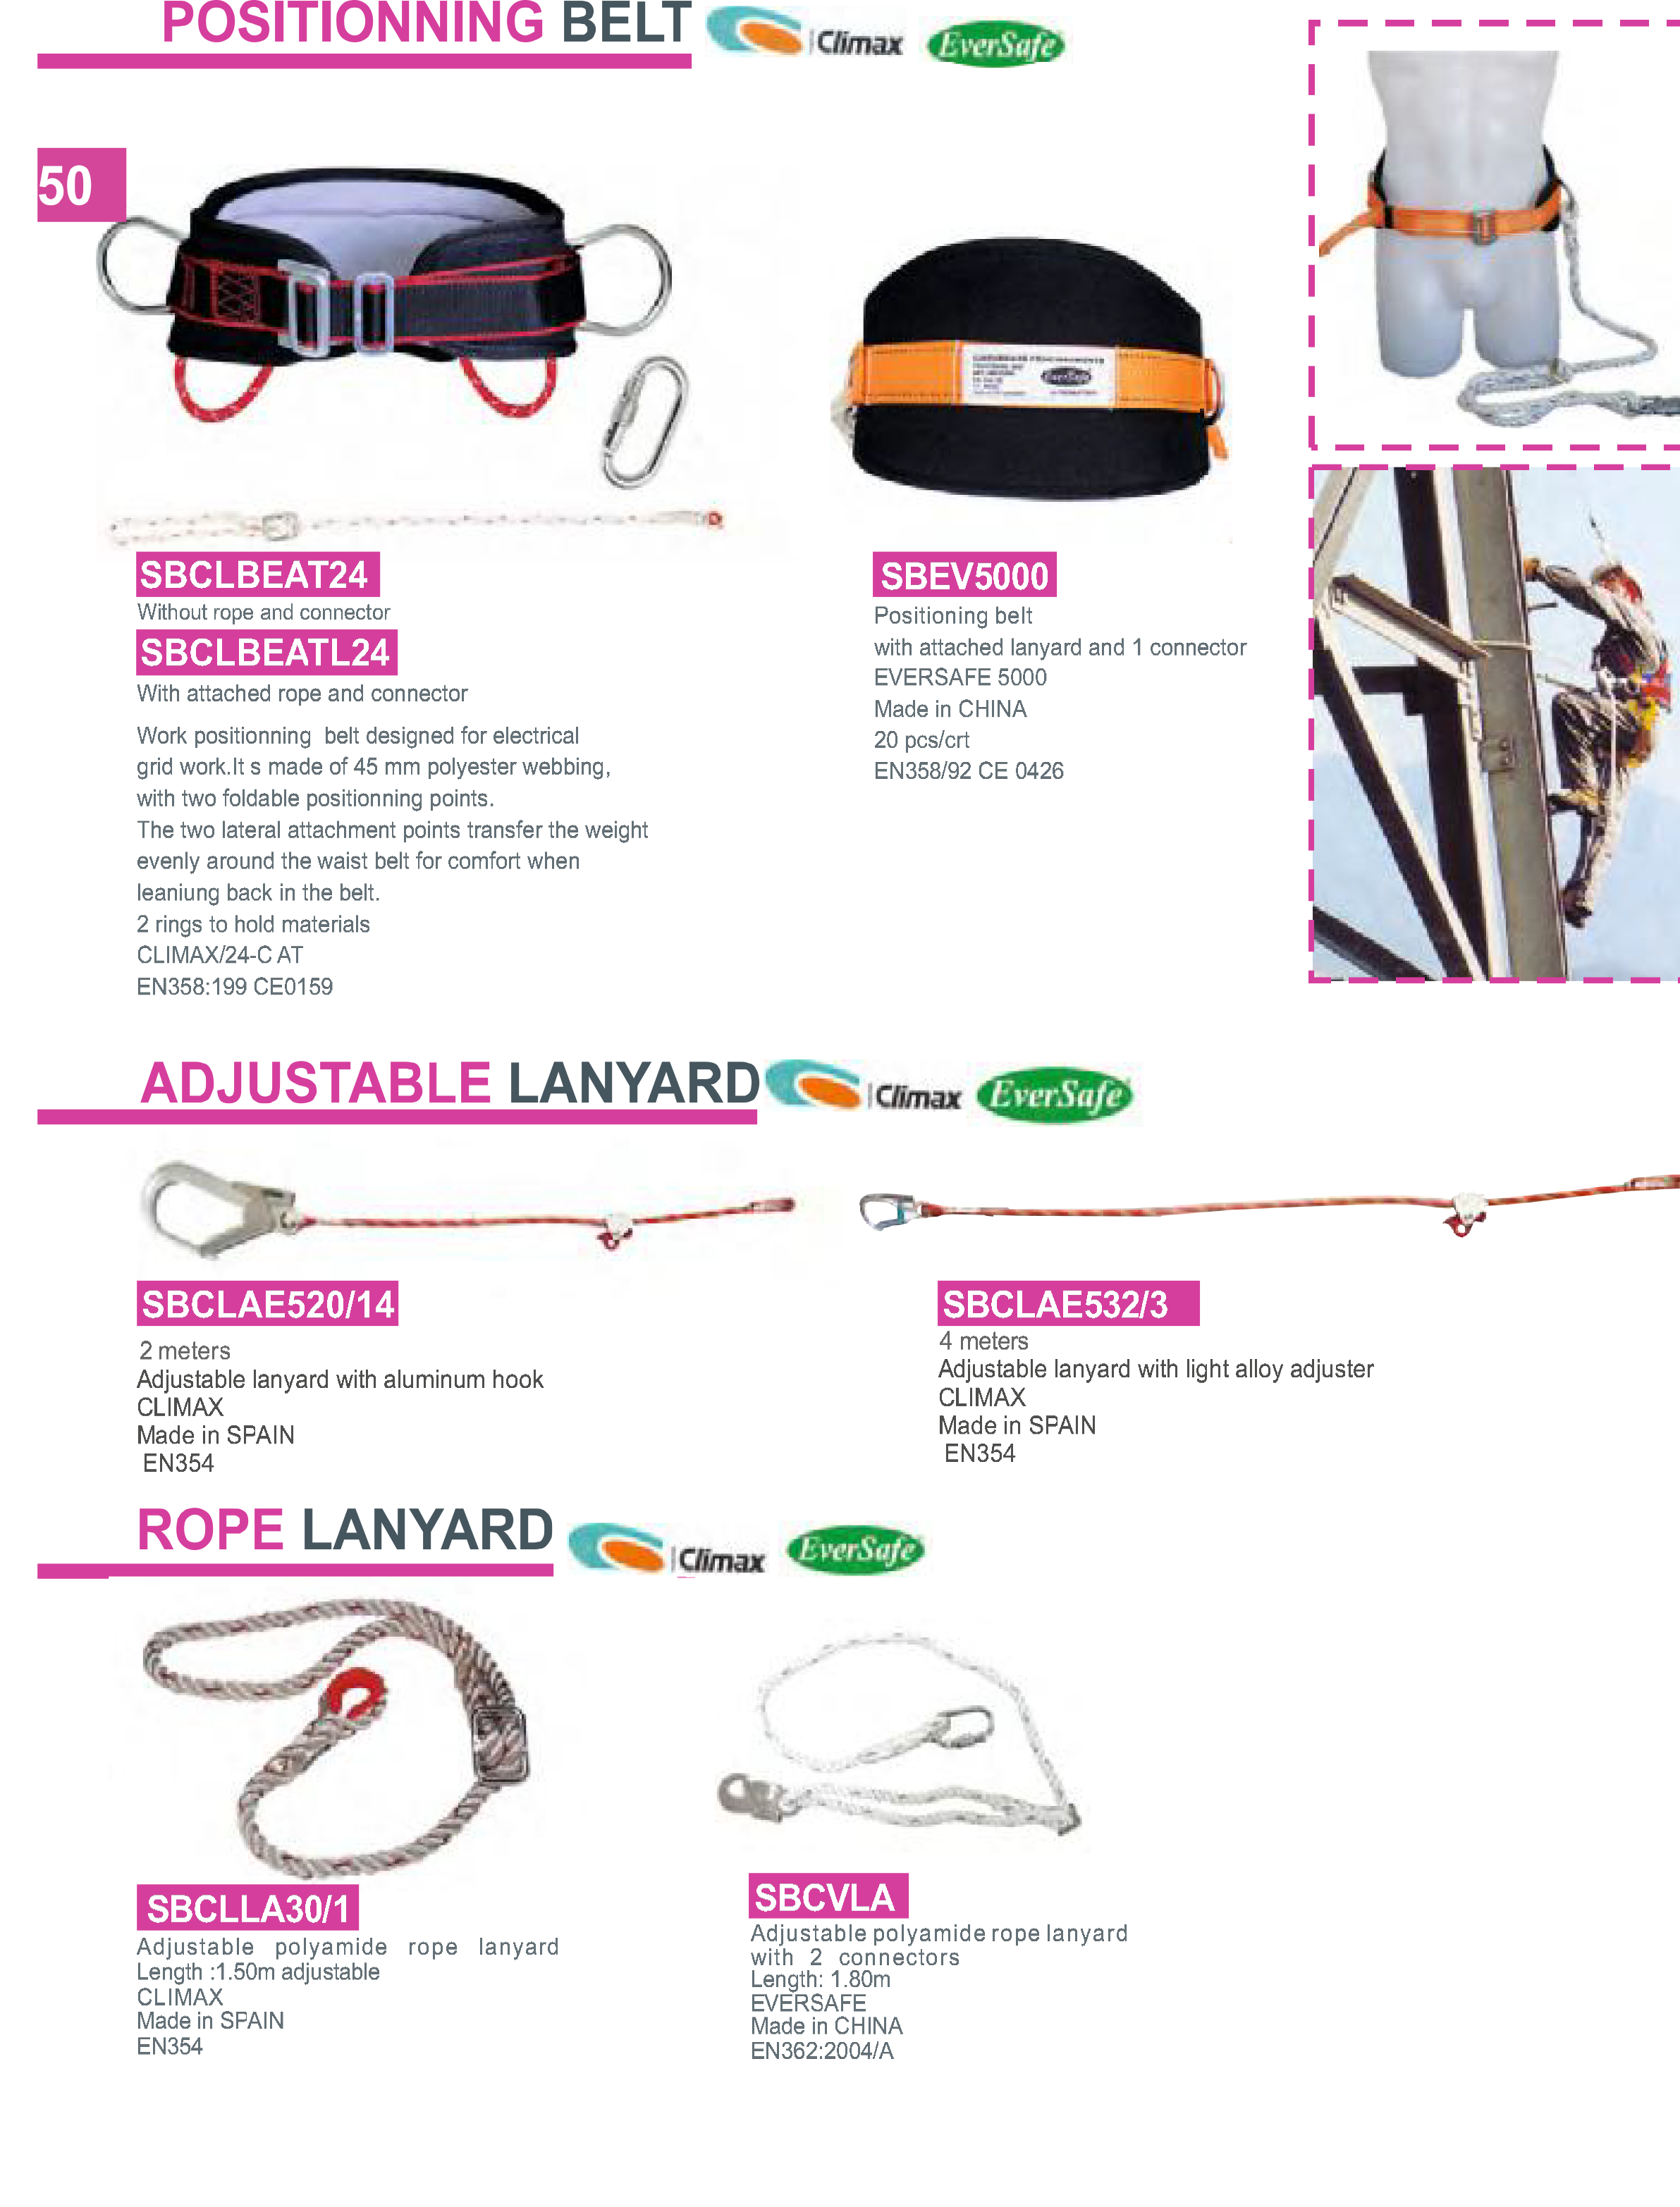 POSITIONNING BELT
Climax
EverSafe
50
EverSafe
SBCLBEAT24
Without rope and connector
SBCLBEATL24
With attached rope and connector
Work positionning belt designed for electrical
grid work.It s made of 45 mm polyester webbing,
with two foldable positionning points.
The two lateral attachment points transfer the weight
evenly around the waist belt for comfort when
leaniung back in the belt.
2 rings to hold materials
CLIMAX/24-C AT
EN358:199 CE0159
SBEV5000
Positioning belt
with attached lanyard and 1 connector
EVERSAFE 5000
Made in CHINA
20 pcs/crt
EN358/92 CE 0426
ADJUSTABLE LANYARD
Climax
EverSafe
SBCLAE520/14
2 meters
Adjustable lanyard with aluminum hook
CLIMAX
Made in SPAIN
EN354
SBCLAE532/3
4 meters
Adjustable lanyard with light alloy adjuster
CLIMAX
Made in SPAIN
EN354
ROPE LANYARD
Climax
EverSafe
SBCLLA30/1
Adjustable polyamide rope lanyard
Length :1.50m adjustable
CLIMAX
Made in SPAIN
EN354
SBCVLA
Adjustable polyamide rope lanyard
with 2 connectors
Length: 1.80m
EVERSAFE
Made in CHINA
EN362:2004/A